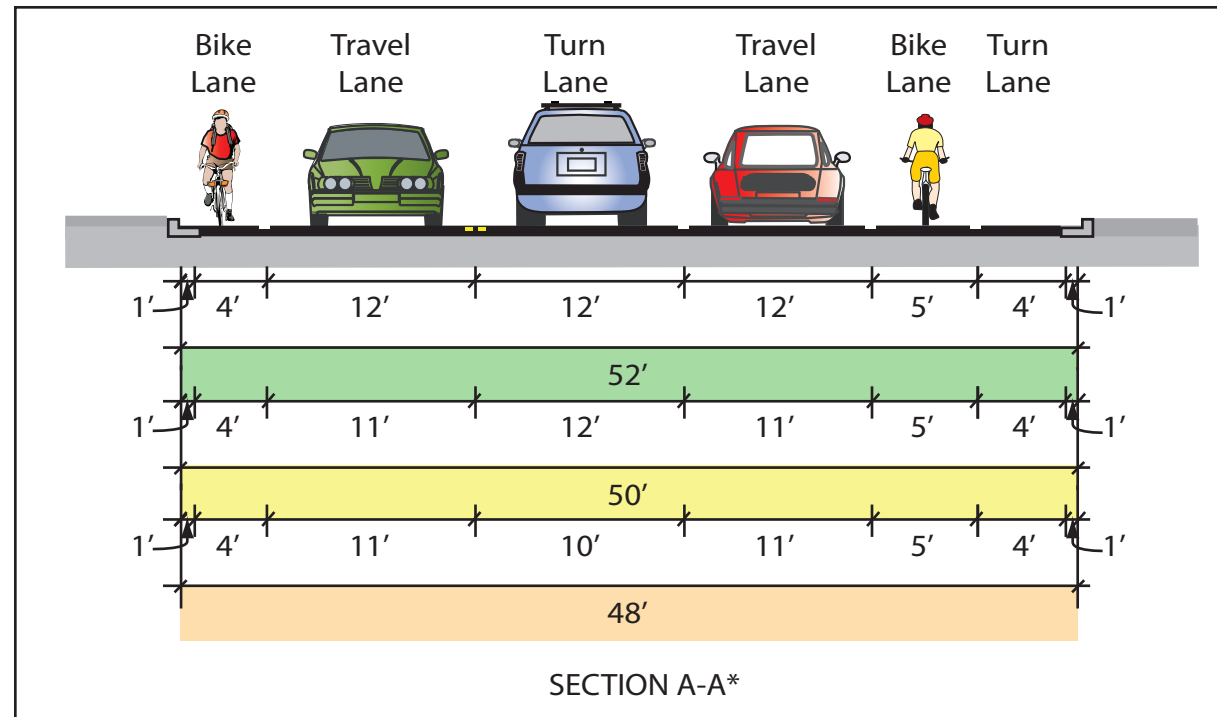 Bike Travel Turn Travel Bike Turn
Lane Lane Lane Lane Lane Lane
1’ 4’ 12’ 12’ 12’ 5’ 4’ 1’
52’
1’ 4’ 11’ 12’ 11’ 5’ 4’ 1’
50’
1’ 4’ 11’ 10’ 11’ 5’ 4’ 1’
48’
SECTION A-A*